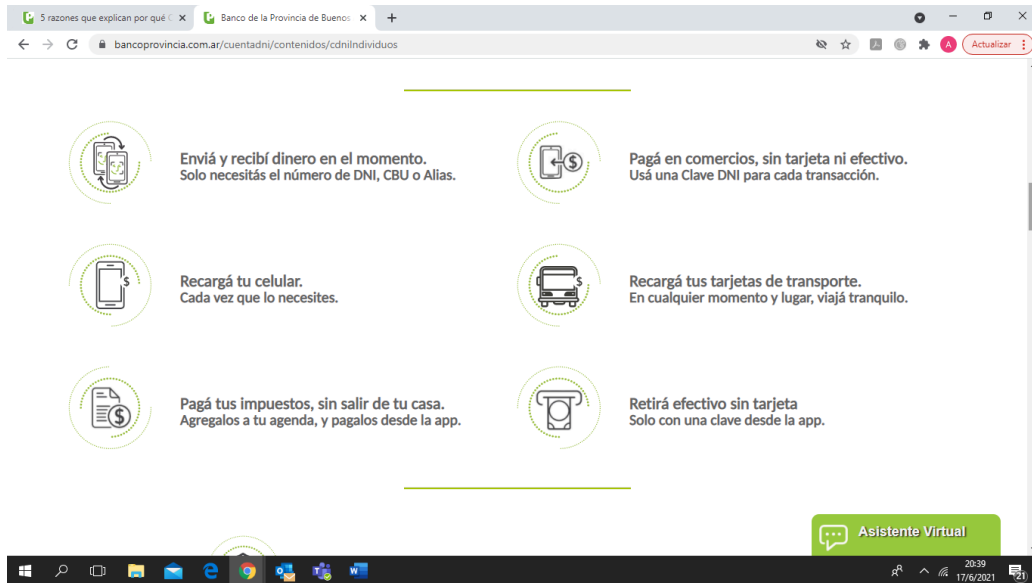 5 razones que explican por qué C
Banco de la Provincia de Buenos
bancoprovincia.com.ar/cuentadni/contenidos/cdniIndividuos
A
Actualizar
Enviá y recibí dinero en el momento.
Solo necesitás el número de DNI, CBU o Alias.
Pagá en comercios, sin tarjeta ni efectivo.
Usá una Clave DNI para cada transacción.
Recargá tu celular.
Cada vez que lo necesites.
Recargá tus tarjetas de transporte.
En cualquier momento y lugar, viajá tranquilo.
Pagá tus impuestos, sin salir de tu casa.
Agregalos a tu agenda, y pagalos desde la app.
Retirá efectivo sin tarjeta
Solo con una clave desde la app.
Asistente Virtual
20:39
17/6/2021
21